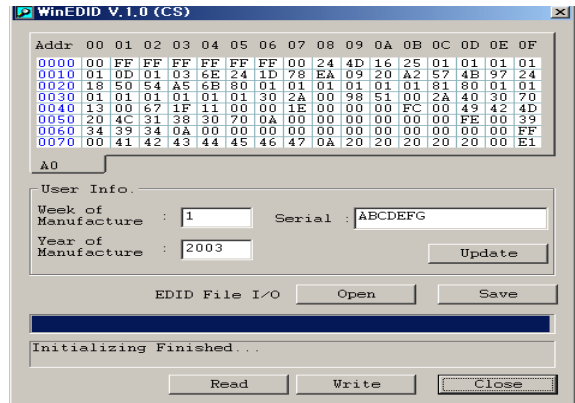 WinEDID V.1.0 (CS)
Addr 00 01 02 03 04 05 06 07 08 09 0A 0B 0C 0D 0E 0F
0000 00 FF FF FF FF FF FF 00 24 4D 16 25 01 01 01 01
0010 01 0D 01 03 6E 24 1D 78 EA 09 20 A2 57 4B 97 24
0020 18 50 54 A5 6B 80 01 01 01 01 01 01 81 80 01 01
0030 01 01 01 01 01 01 30 2A 00 98 51 00 2A 40 30 70
0040 13 00 67 1F 11 00 00 1E 00 00 00 FC 00 49 42 4D
0050 20 4C 31 38 30 70 0A 00 00 00 00 00 00 FE 00 39
0060 34 39 34 0A 00 00 00 00 00 00 00 00 00 00 00 FF
0070 00 41 42 43 44 45 46 47 0A 20 20 20 20 20 00 E1
A0
User Info.
Week of Manufacture : 1 Serial : ABCDEFG
Year of Manufacture : 2003 Update
EDID File I/O Open Save
Initializing Finished...
Read Write Close